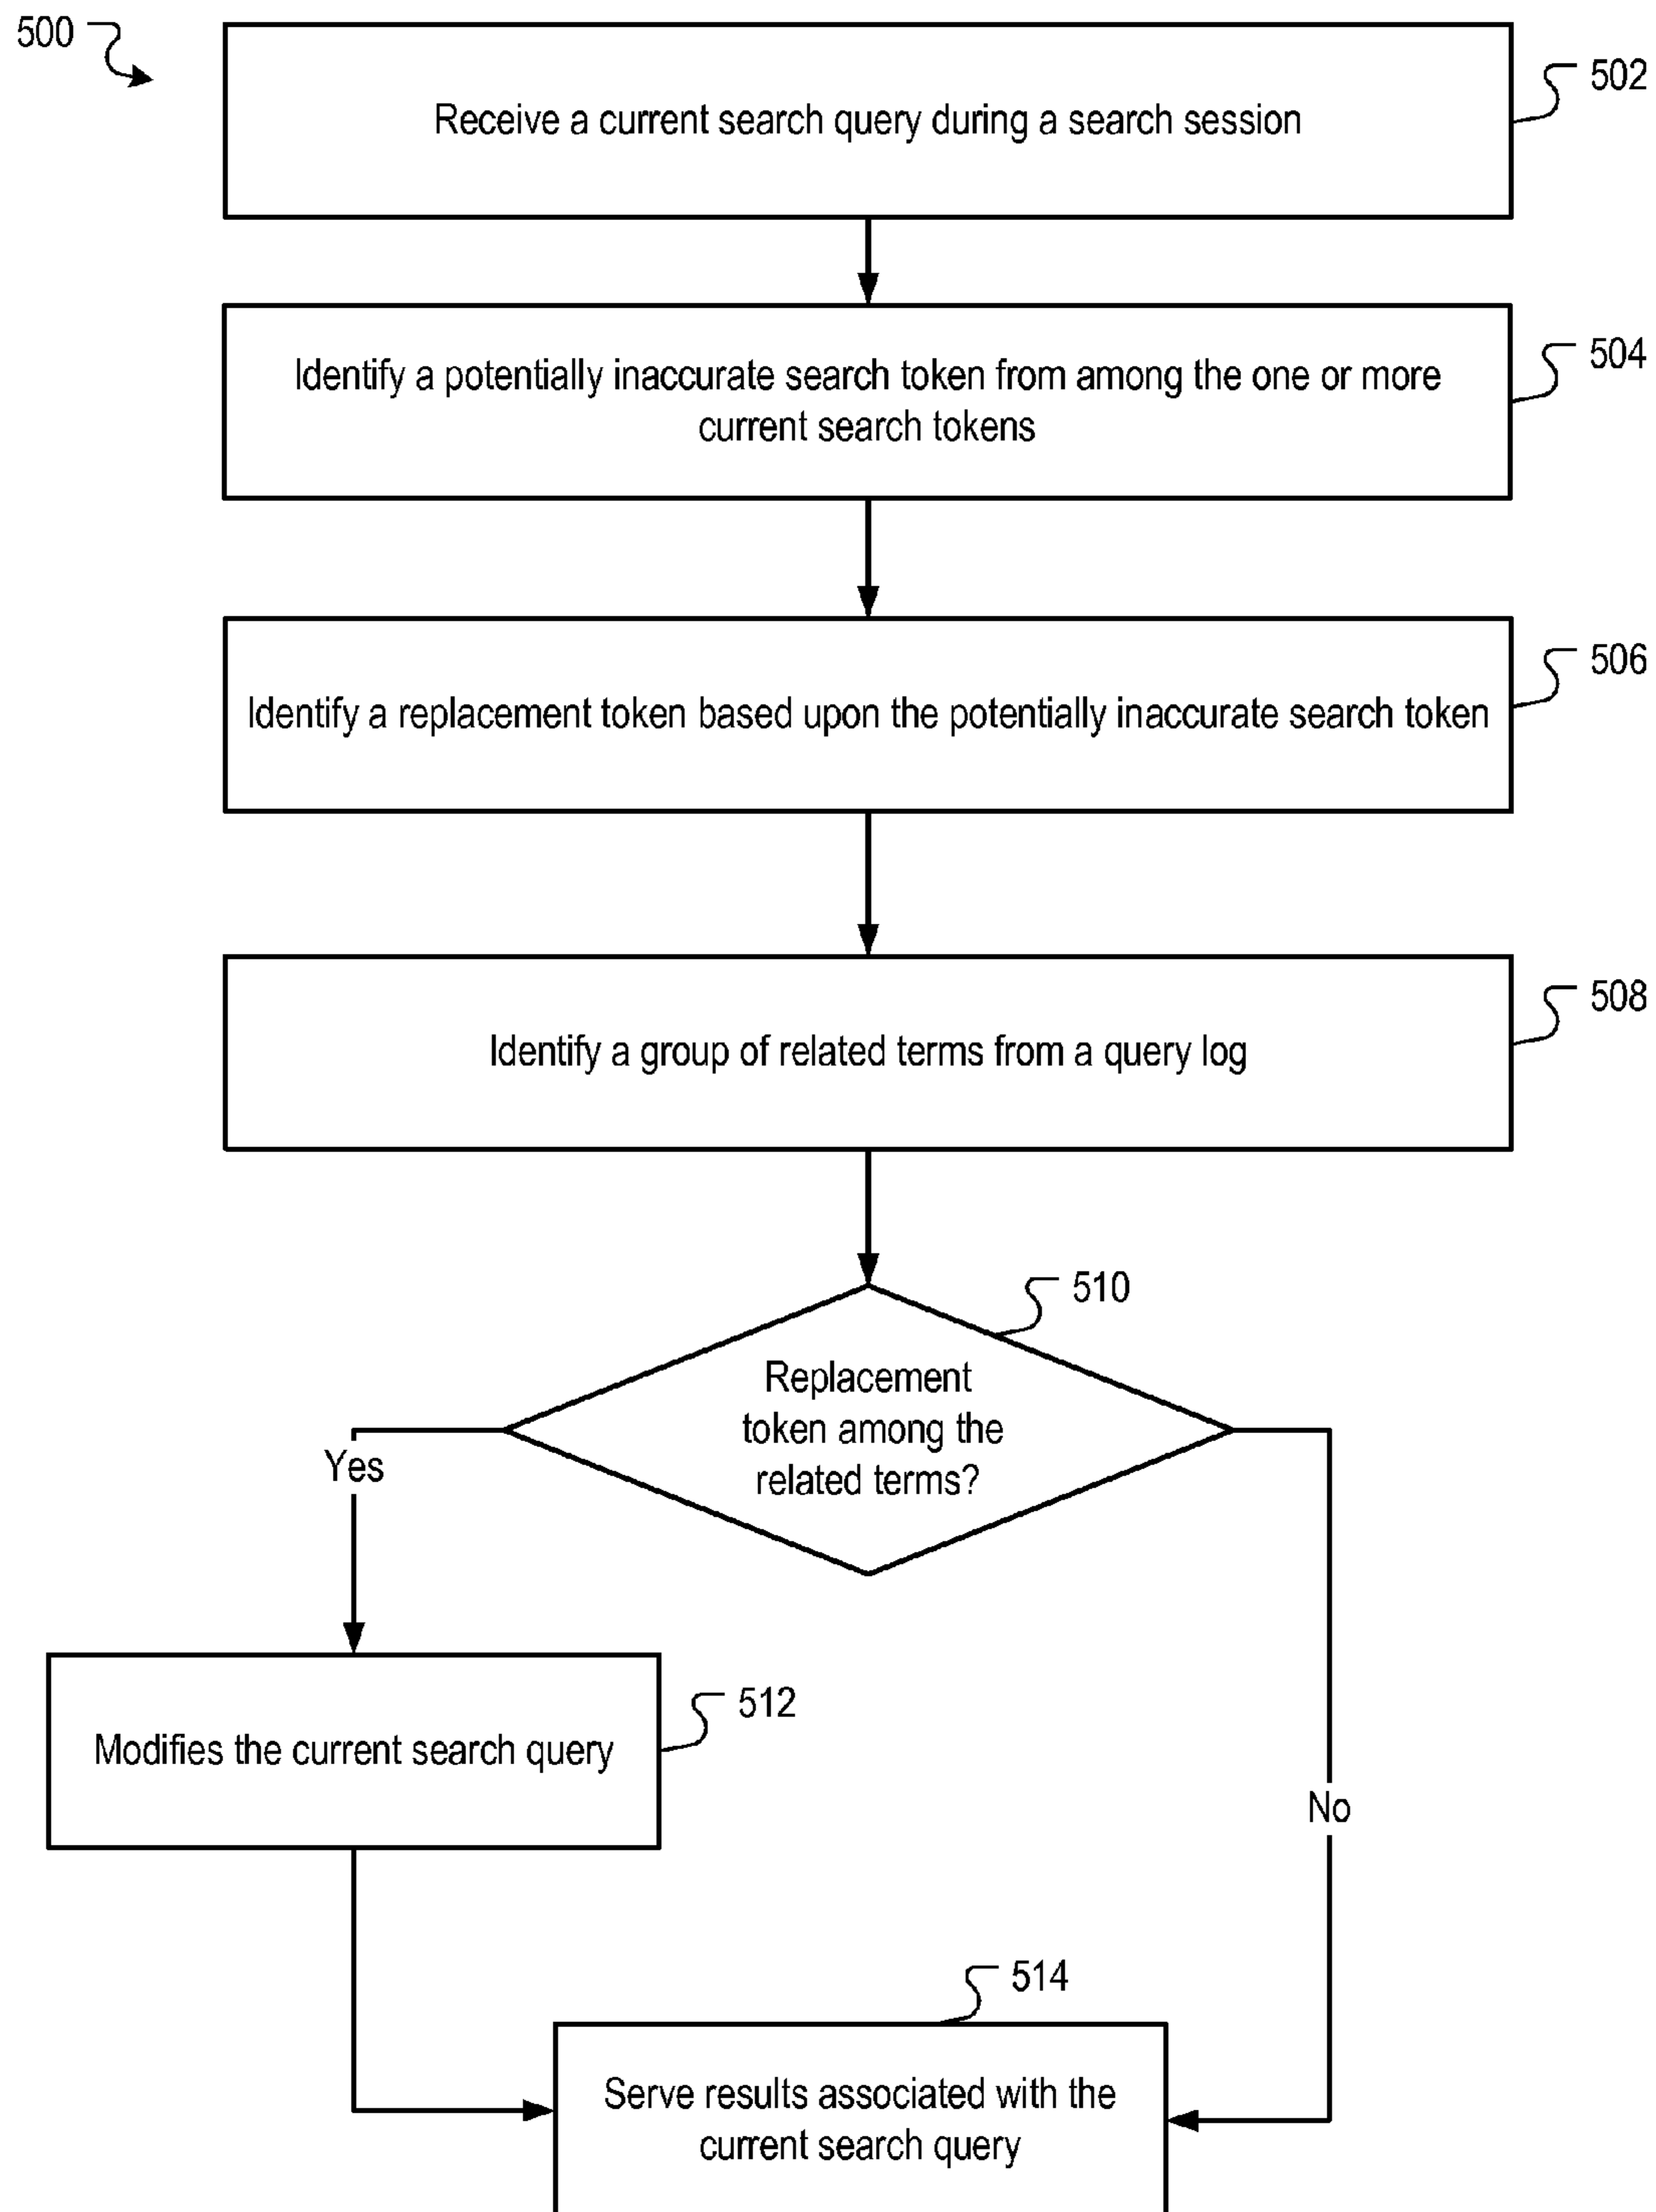 500
Receive a current search query during a search session
502
Identify a potentially inaccurate search token from among the one or more
current search tokens
504
Identify a replacement token based upon the potentially inaccurate search token
506
Identify a group of related terms from a query log
508
510
Replacement
token among the
related terms?
Yes
Modifies the current search query
512
No
514
Serve results associated with the
current search query